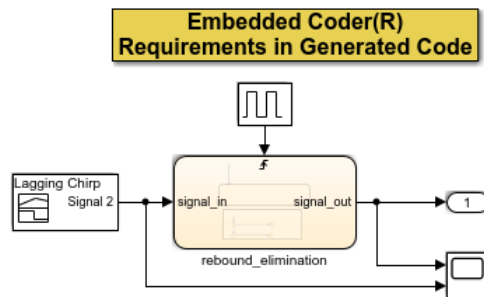 Embedded Coder(R)
Requirements in Generated Code
Lagging Chirp
Signal 2
signal_in
signal_out
1
rebound_elimination